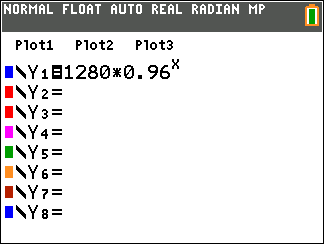 NORMAL FLOAT AUTO REAL RADIAN MP
Plot1 Plot2 Plot3
\Y₁=1280*0.96ˣ
\Y₂=
\Y₃=
\Y₄=
\Y₅=
\Y₆=
\Y₇=
\Y₈=